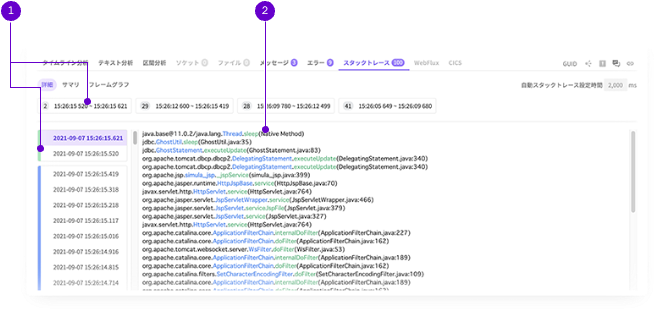 1
2
タイムライン分析 テキスト分析 区間分析 ソケット 0 ファイル 0 メッセージ 3 エラー 9 スタックトレース 100 WebFlux CICS GUID
詳細 サマリ フレームグラフ 自動スタックトレース設定時間 2,000 ms
2 15:26:15 520 ~ 15:26:15 621 29 15:26:12 600 ~ 15:26:15 419 28 15:26:09 780 ~ 15:26:12 499 41 15:26:05 649 ~ 15:26:09 680
2021-09-07 15:26:15.621
2021-09-07 15:26:15.520
2021-09-07 15:26:15.419
2021-09-07 15:26:15.318
2021-09-07 15:26:15.218
2021-09-07 15:26:15.117
2021-09-07 15:26:15.016
2021-09-07 15:26:14.916
2021-09-07 15:26:14.815
2021-09-07 15:26:14.714
java.base@11.0.2/java.lang.Thread.sleep(Native Method)
jdbc.GhostUtil.sleep(GhostUtil.java:35)
jdbc.GhostStatement.executeUpdate(GhostStatement.java:83)
org.apache.tomcat.dbcp.dbcp2.DelegatingStatement.executeUpdate(DelegatingStatement.java:340)
org.apache.tomcat.dbcp.dbcp2.DelegatingStatement.executeUpdate(DelegatingStatement.java:340)
org.apache.jsp.simula_jsp._jspService(simula_jsp.java:399)
org.apache.jasper.runtime.HttpJspBase.service(HttpJspBase.java:70)
javax.servlet.http.HttpServlet.service(HttpServlet.java:764)
org.apache.jasper.servlet.JspServletWrapper.service(JspServletWrapper.java:466)
org.apache.jasper.servlet.JspServlet.serviceJspFile(JspServlet.java:379)
org.apache.jasper.servlet.JspServlet.service(JspServlet.java:327)
javax.servlet.http.HttpServlet.service(HttpServlet.java:764)
org.apache.catalina.core.ApplicationFilterChain.internalDoFilter(ApplicationFilterChain.java:227)
org.apache.catalina.core.ApplicationFilterChain.doFilter(ApplicationFilterChain.java:162)
org.apache.tomcat.websocket.server.WsFilter.doFilter(WsFilter.java:53)
org.apache.catalina.core.ApplicationFilterChain.internalDoFilter(ApplicationFilterChain.java:189)
org.apache.catalina.core.ApplicationFilterChain.doFilter(ApplicationFilterChain.java:162)
org.apache.catalina.filters.SetCharacterEncodingFilter.doFilter(SetCharacterEncodingFilter.java:109)
org.apache.catalina.core.ApplicationFilterChain.internalDoFilter(ApplicationFilterChain.java:189)